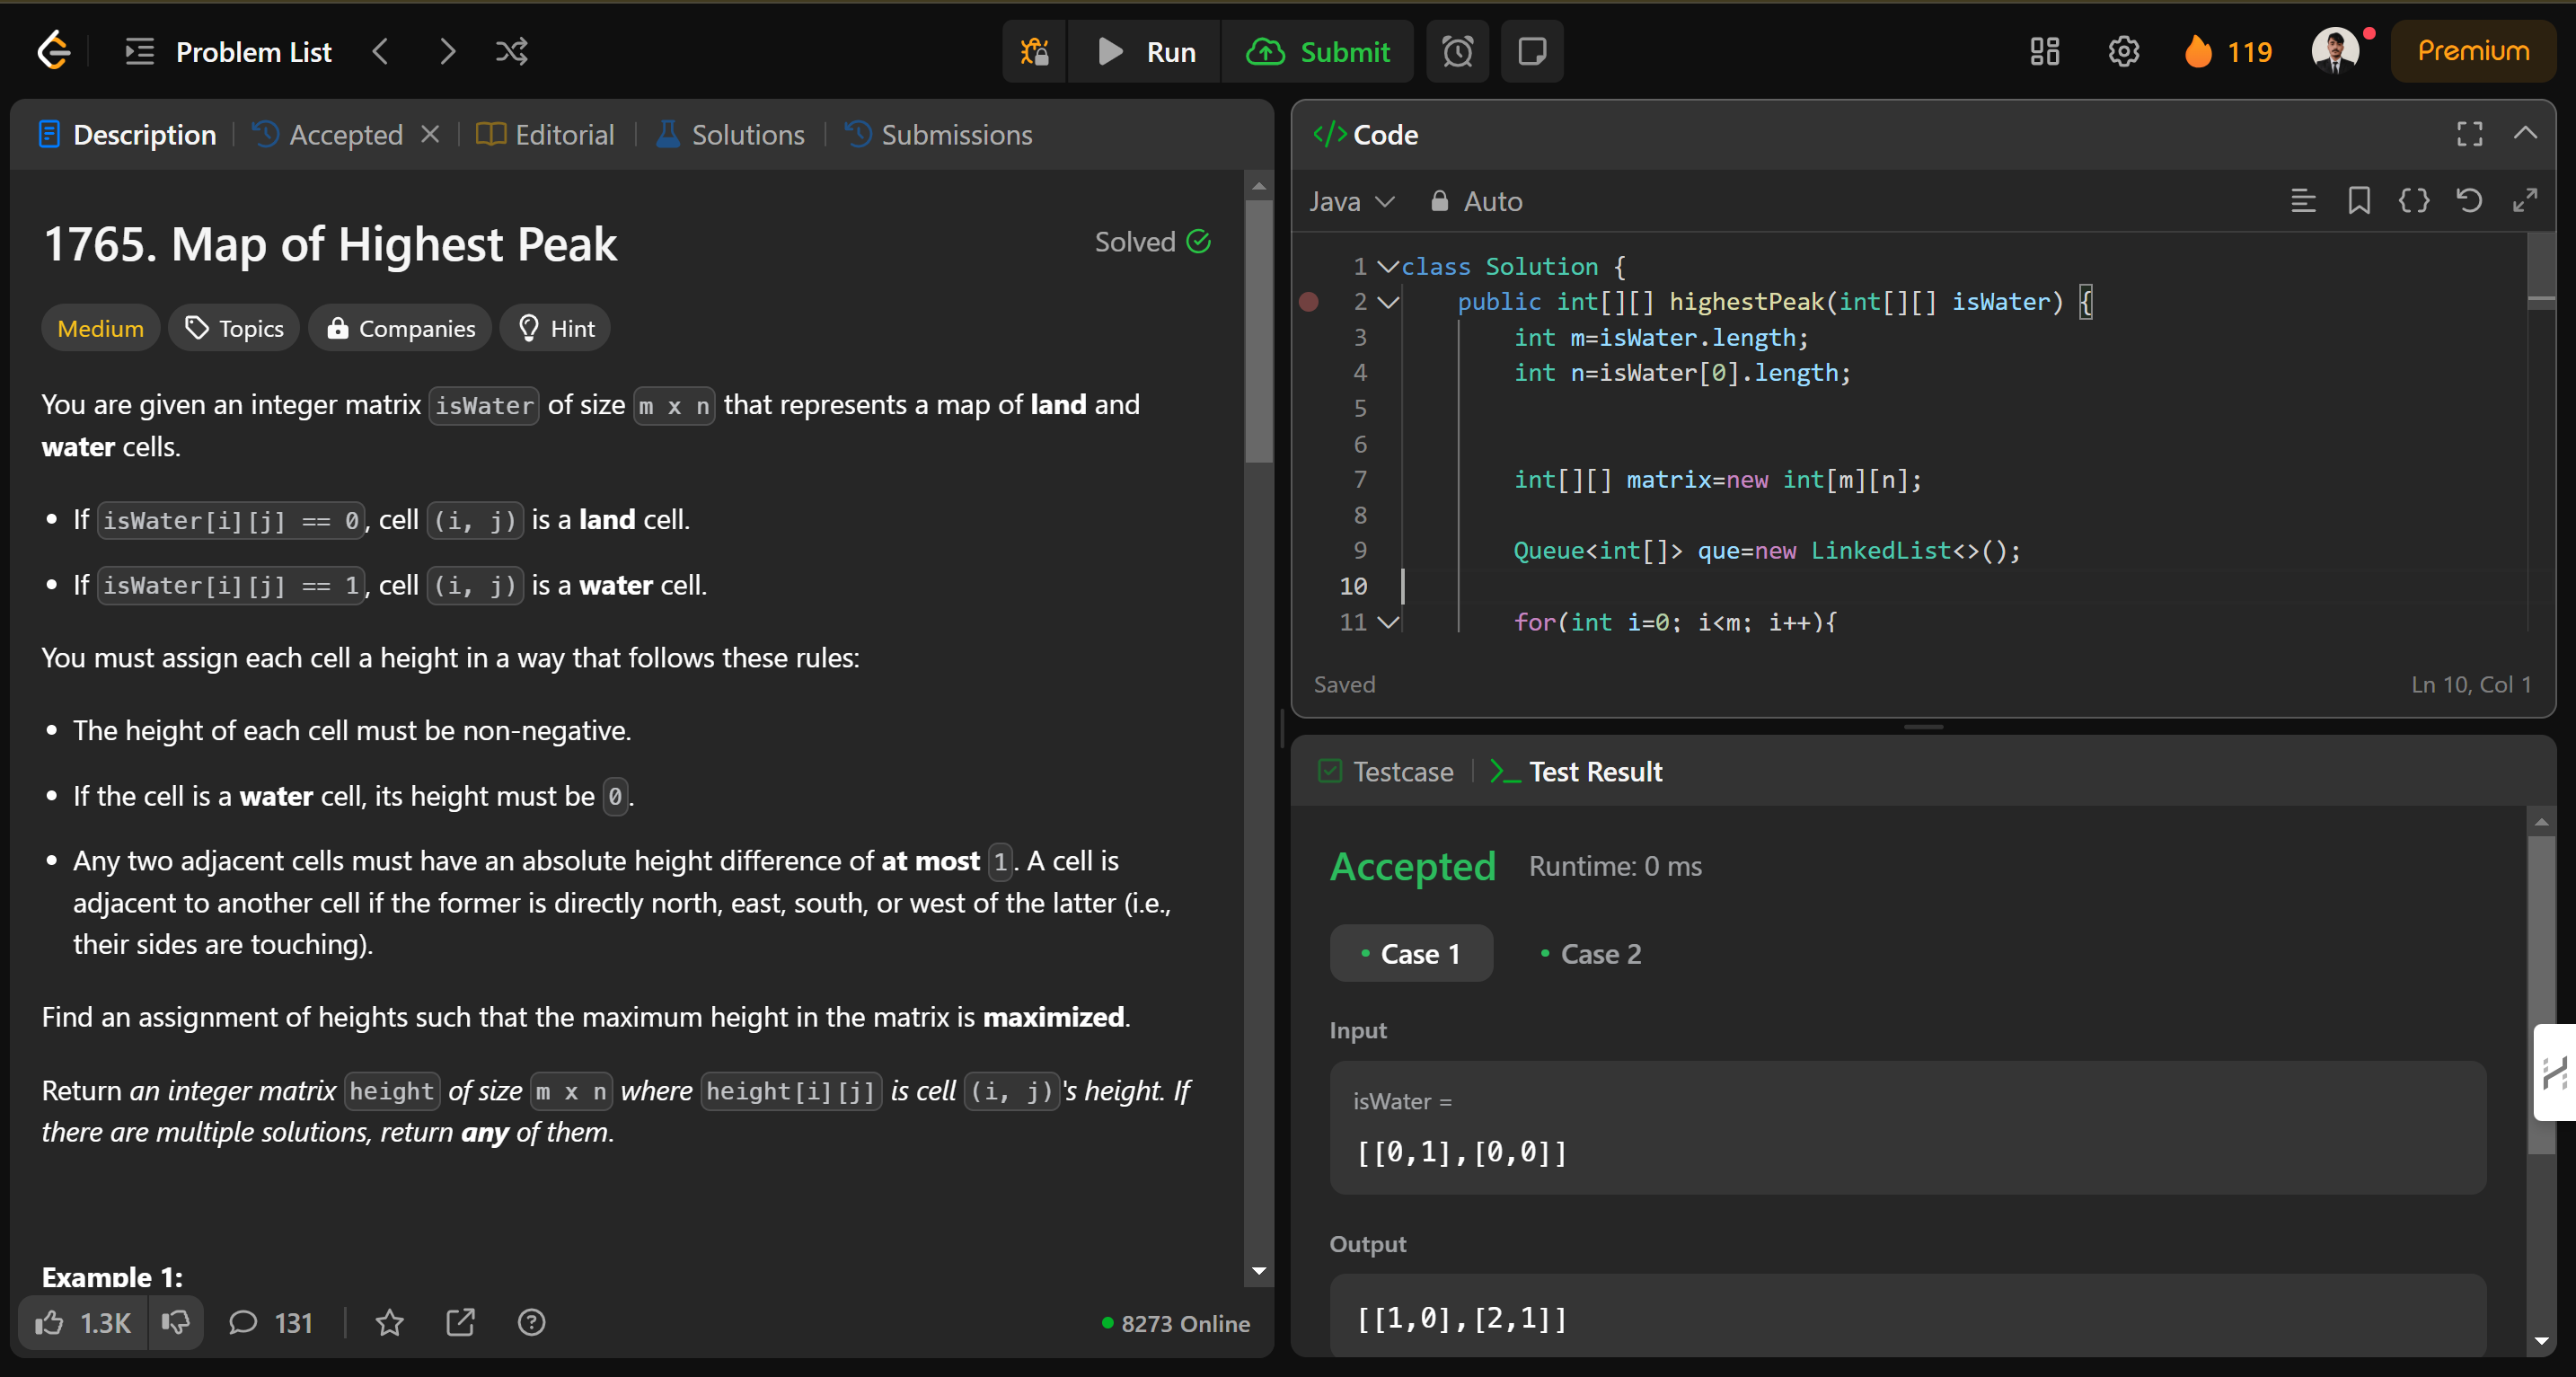 Problem List
Run
Submit
119
Premium
Description
Accepted
Editorial
Solutions
Submissions
1765. Map of Highest Peak
Solved
Medium
Topics
Companies
Hint
You are given an integer matrix isWater of size m x n that represents a map of land and
water cells.
• If isWater[i][j] == 0, cell (i, j) is a land cell.
• If isWater[i][j] == 1, cell (i, j) is a water cell.
You must assign each cell a height in a way that follows these rules:
• The height of each cell must be non-negative.
• If the cell is a water cell, its height must be 0.
• Any two adjacent cells must have an absolute height difference of at most 1. A cell is
adjacent to another cell if the former is directly north, east, south, or west of the latter (i.e.,
their sides are touching).
Find an assignment of heights such that the maximum height in the matrix is maximized.
Return an integer matrix height of size m x n where height[i][j] is cell (i, j)'s height. If
there are multiple solutions, return any of them.
Example 1:
1.3K
131
8273 Online
</> Code
Java
Auto
1 class Solution {
2 public int[][] highestPeak(int[][] isWater) {
3 int m=isWater.length;
4 int n=isWater[0].length;
5
6
7 int[][] matrix=new int[m][n];
8
9 Queue<int[]> que=new LinkedList<>();
10
11 for(int i=0; i<m; i++){
Saved
Ln 10, Col 1
Testcase
Test Result
Accepted
Runtime: 0 ms
• Case 1
• Case 2
Input
isWater =
[[0,1],[0,0]]
Output
[[1,0],[2,1]]